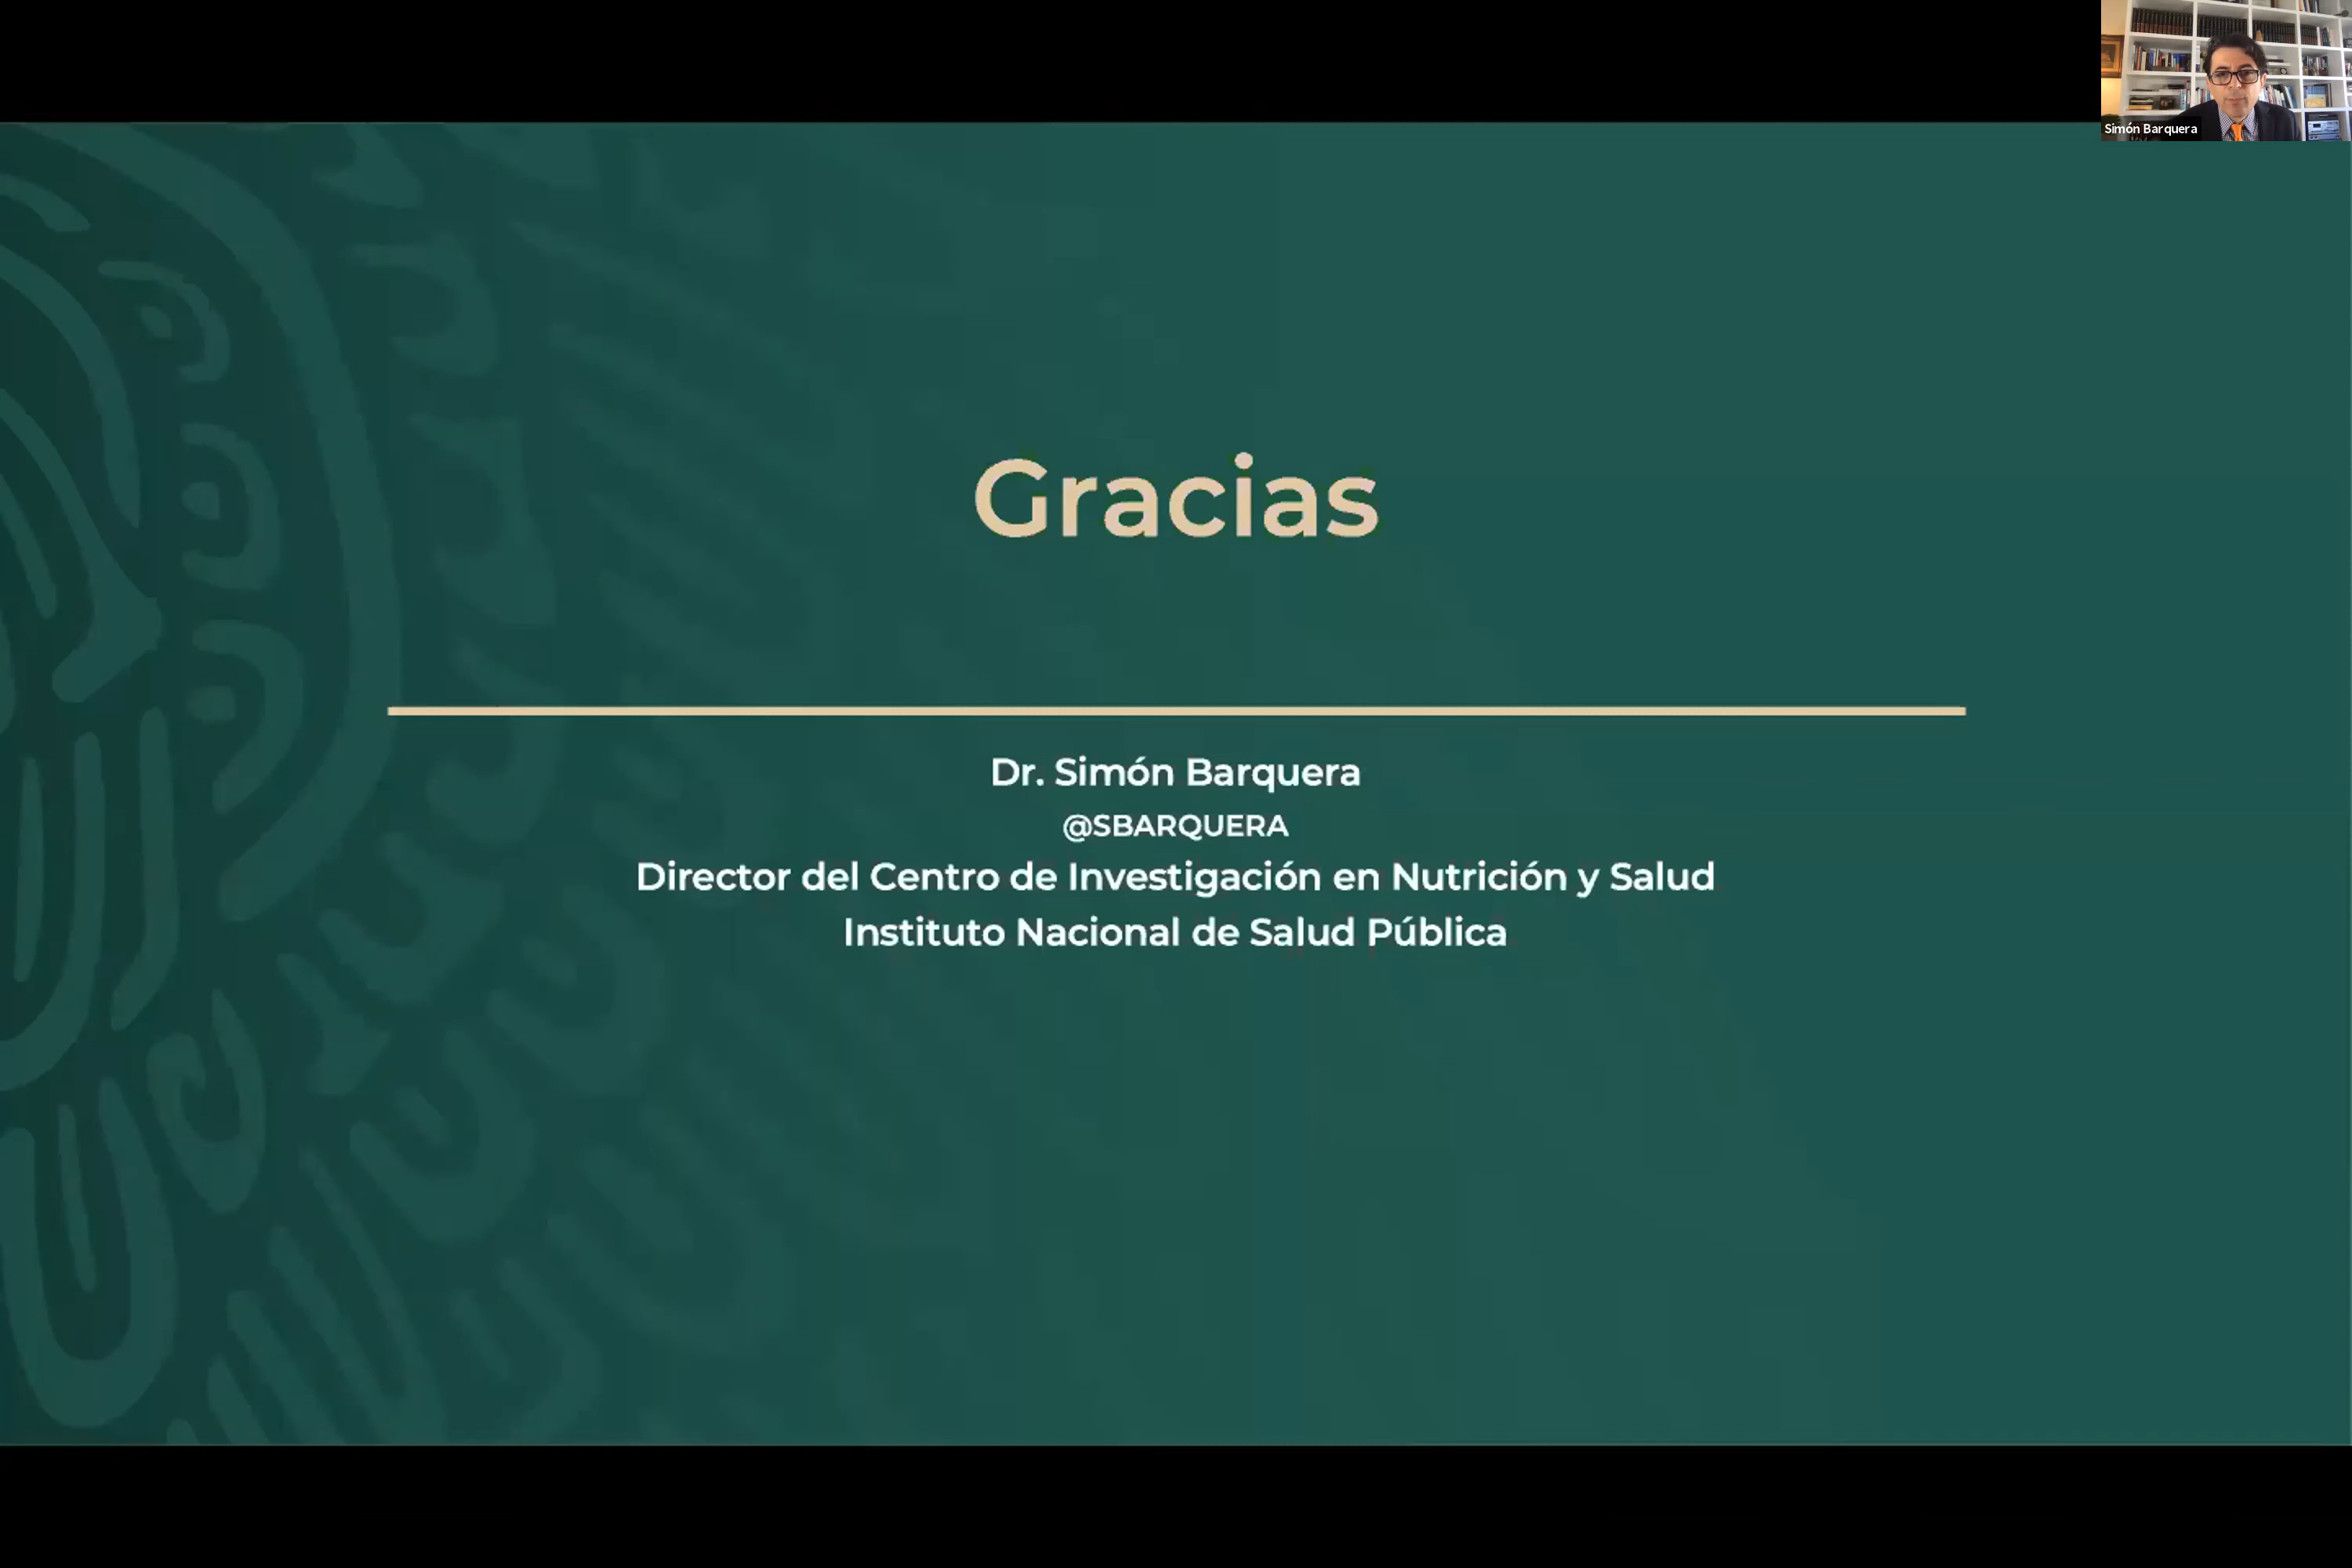 Simón Barquera
Gracias
Dr. Simón Barquera
@SBARQUERA
Director del Centro de Investigación en Nutrición y Salud
Instituto Nacional de Salud Pública